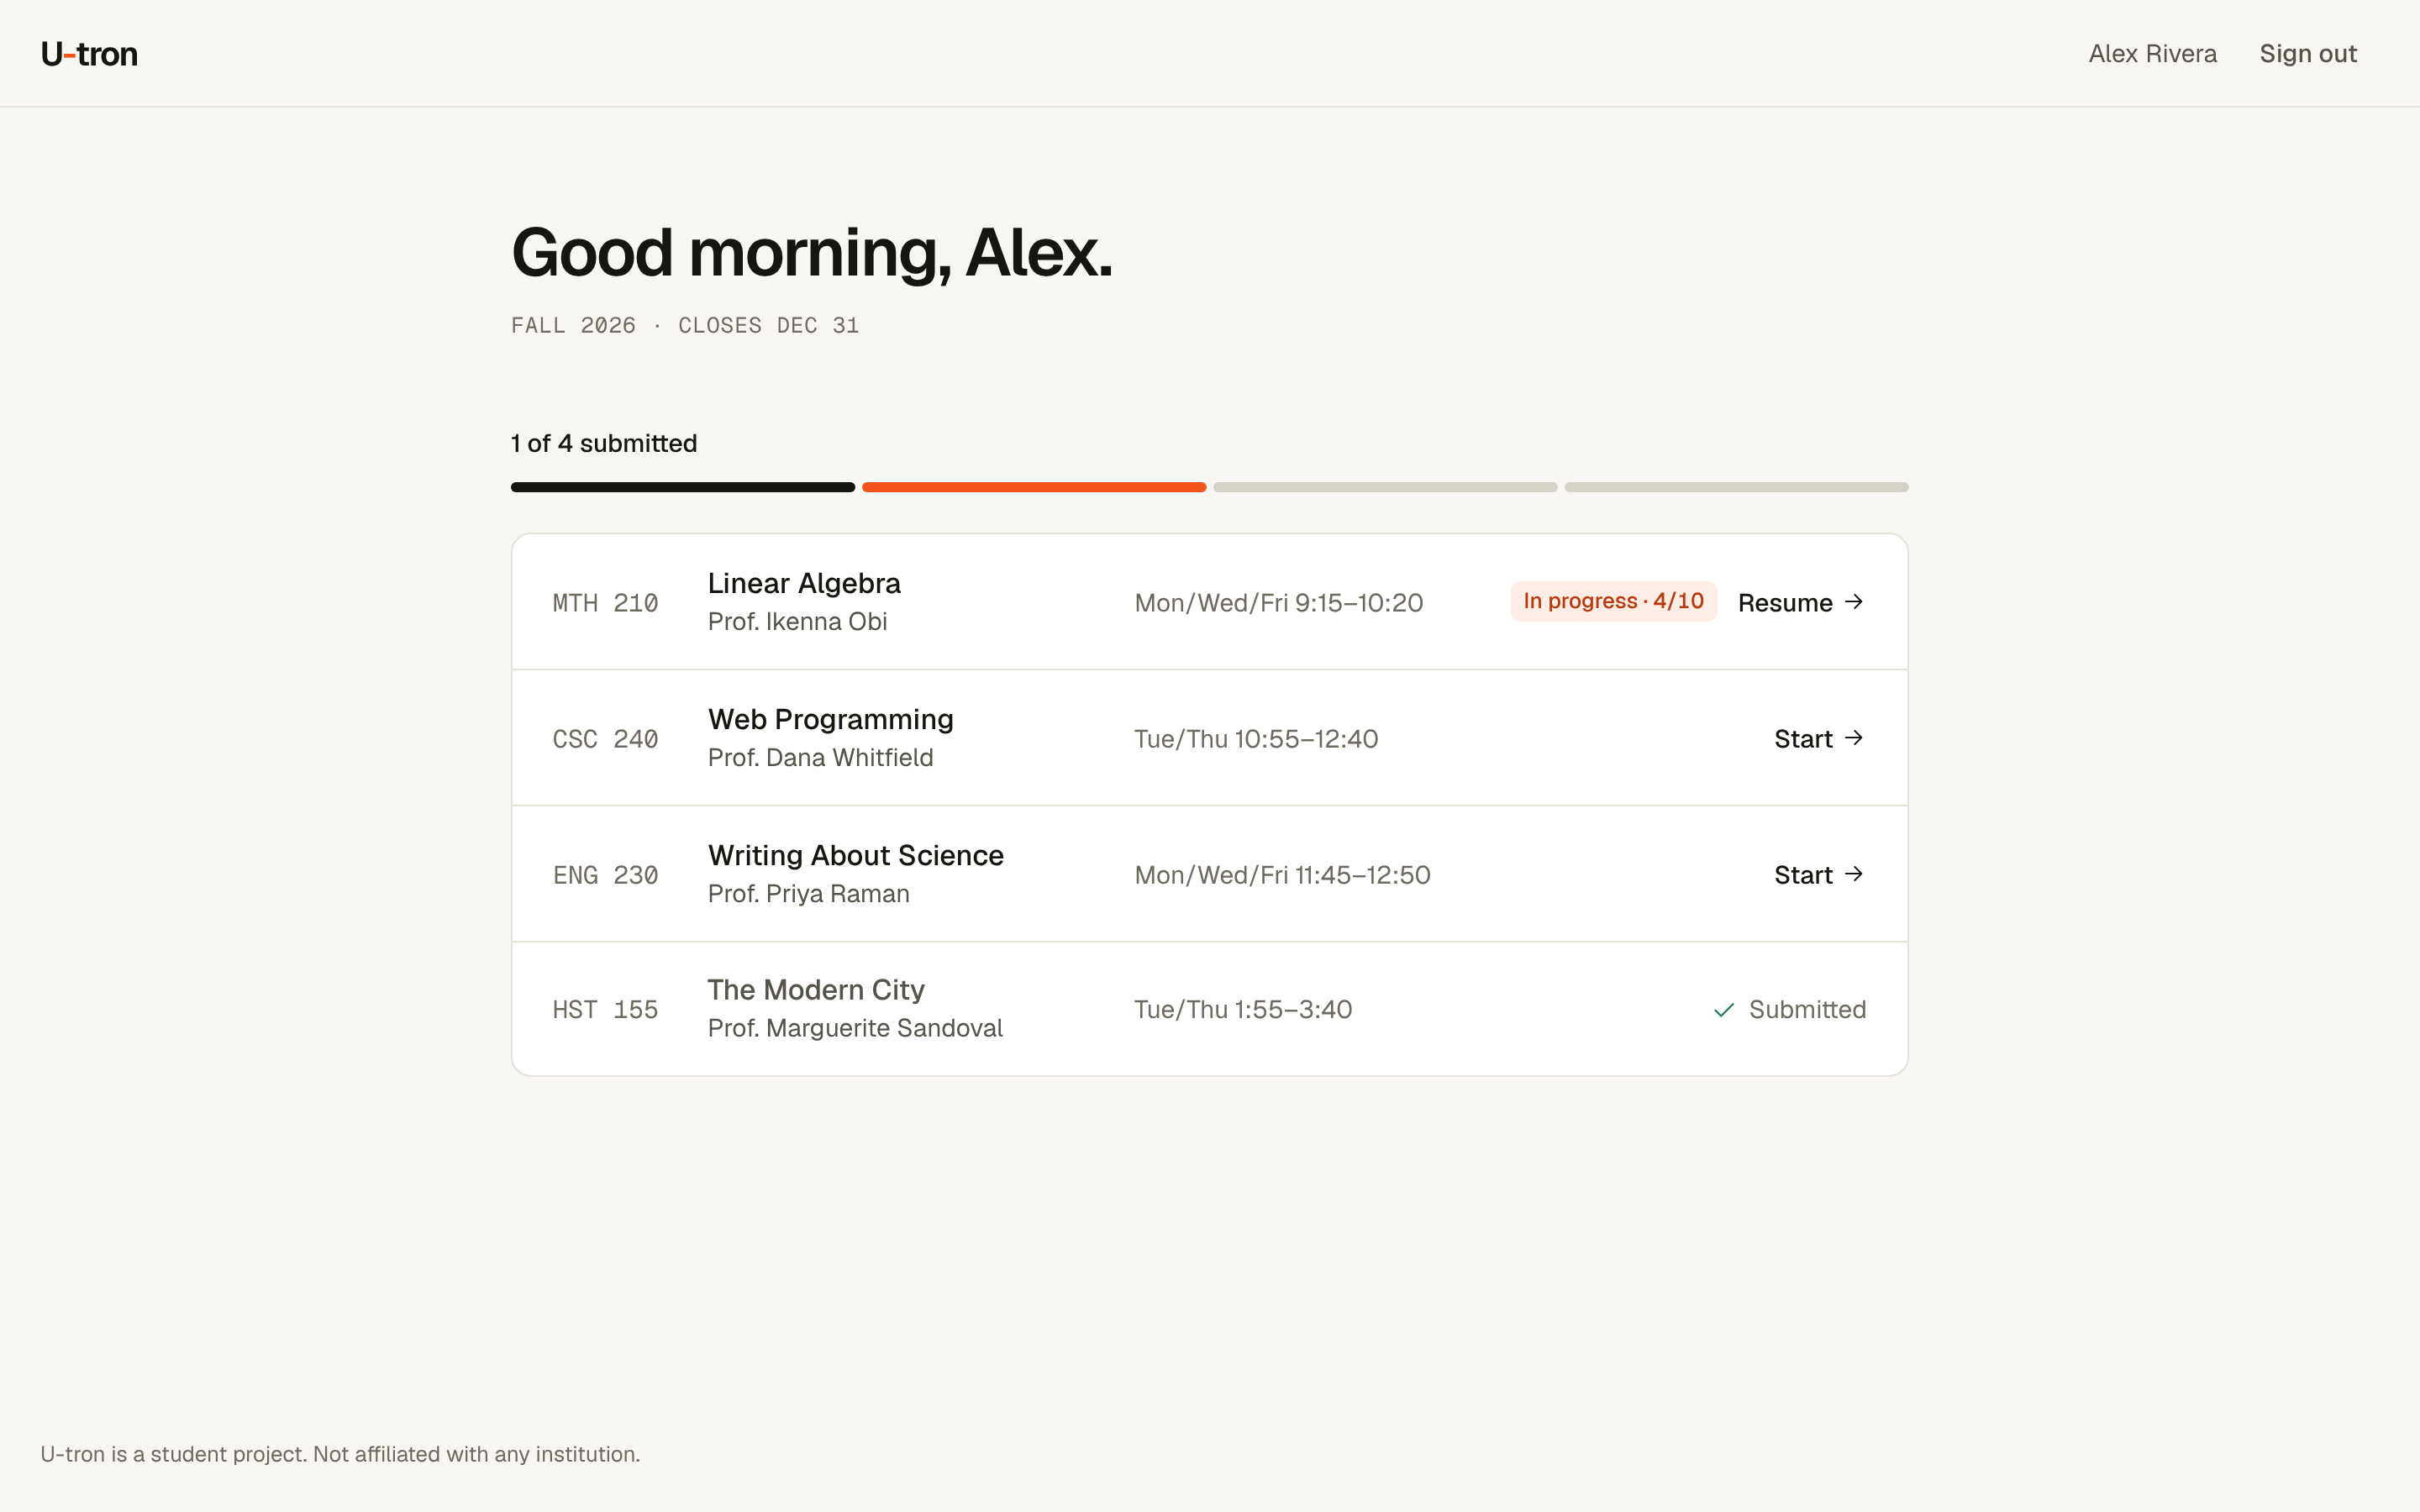 U-tron
Alex Rivera
Sign out
Good morning, Alex.
FALL 2026 · CLOSES DEC 31
1 of 4 submitted
MTH 210
Linear Algebra
Prof. Ikenna Obi
Mon/Wed/Fri 9:15–10:20
In progress · 4/10
Resume →
CSC 240
Web Programming
Prof. Dana Whitfield
Tue/Thu 10:55–12:40
Start →
ENG 230
Writing About Science
Prof. Priya Raman
Mon/Wed/Fri 11:45–12:50
Start →
HST 155
The Modern City
Prof. Marguerite Sandoval
Tue/Thu 1:55–3:40
✓ Submitted
U-tron is a student project. Not affiliated with any institution.